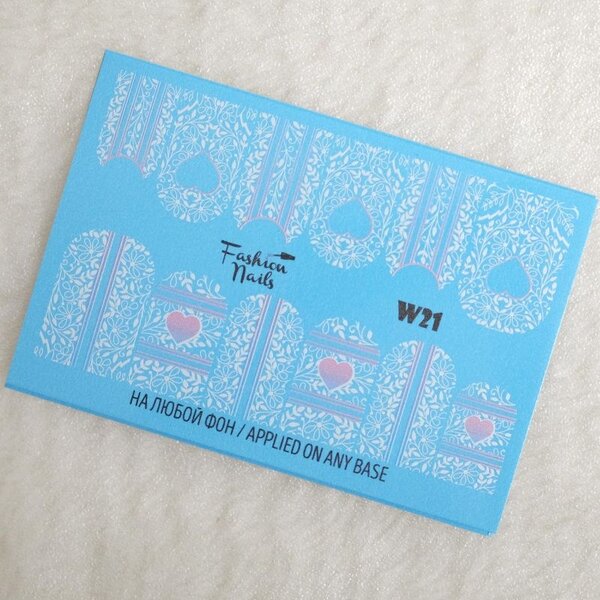 Fashion
Nails
W21
НА ЛЮБОЙ ФОН / APPLIED ON ANY BASE